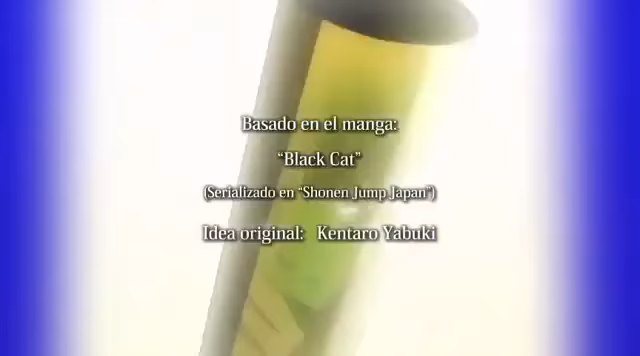 Basado en el manga:
“Black Cat”
(Serializado en “Shonen Jump Japan”)
Idea original: Kentaro Yabuki